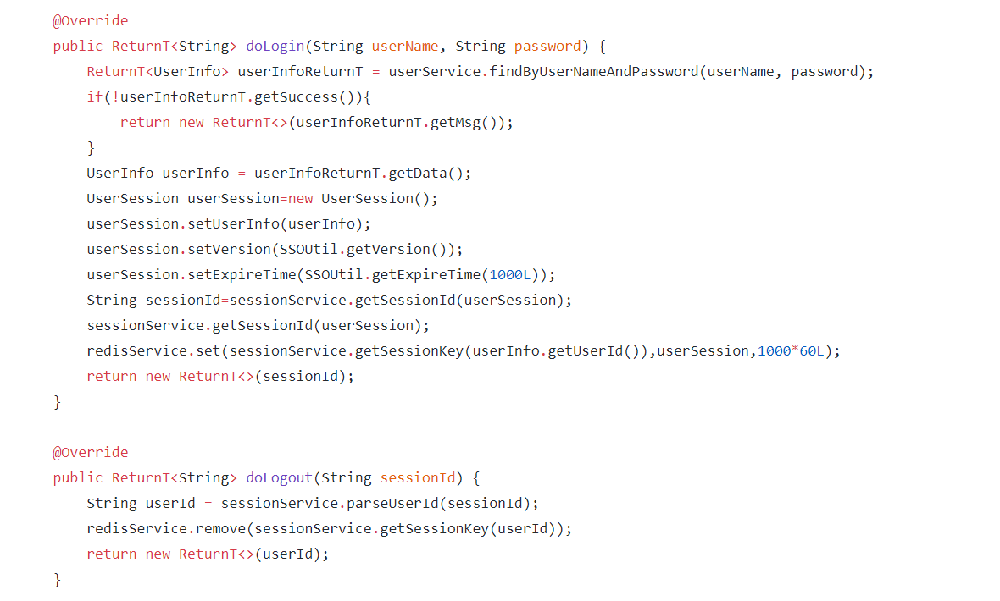 @Override
public ReturnT<String> doLogin(String userName, String password) {
    ReturnT<UserInfo> userInfoReturnT = userService.findByUserNameAndPassword(userName, password);
    if(!userInfoReturnT.getSuccess()){
        return new ReturnT<>(userInfoReturnT.getMsg());
    }
    UserInfo userInfo = userInfoReturnT.getData();
    UserSession userSession=new UserSession();
    userSession.setUserInfo(userInfo);
    userSession.setVersion(SSOUtil.getVersion());
    userSession.setExpireTime(SSOUtil.getExpireTime(1000L));
    String sessionId=sessionService.getSessionId(userSession);
    sessionService.getSessionId(userSession);
    redisService.set(sessionService.getSessionKey(userInfo.getUserId()),userSession,1000*60L);
    return new ReturnT<>(sessionId);
}
@Override
public ReturnT<String> doLogout(String sessionId) {
    String userId = sessionService.parseUserId(sessionId);
    redisService.remove(sessionService.getSessionKey(userId));
    return new ReturnT<>(userId);
}